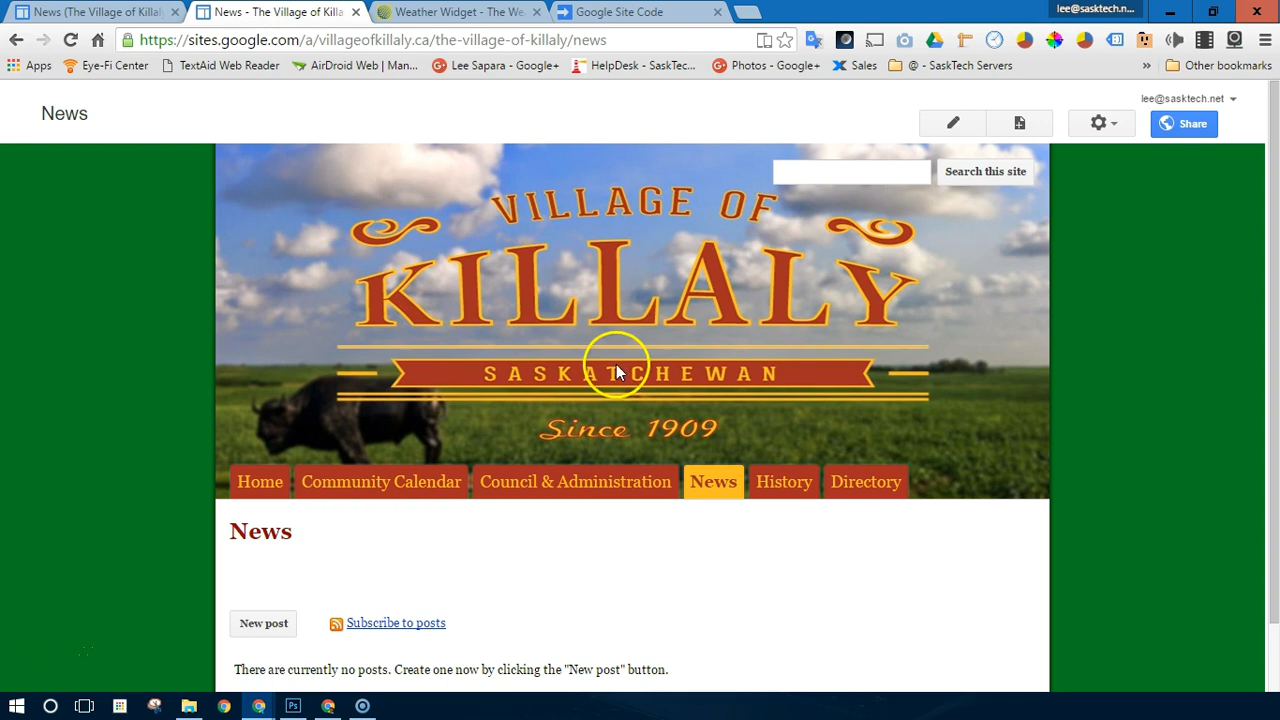 News (The Village of Killal
News - The Village of Killa
Weather Widget - The We
Google Site Code
lee@sasktech.n...
https://sites.google.com/a/villageofkillaly.ca/the-village-of-killaly/news
Apps
Eye-Fi Center
TextAid Web Reader
AirDroid Web | Man...
Lee Sapara - Google+
HelpDesk - SaskTec...
Photos - Google+
Sales
@ - SaskTech Servers
»
Other bookmarks
lee@sasktech.net
News
Share
Search this site
VILLAGE OF
KILLALY
SASKATCHEWAN
Since 1909
Home
Community Calendar
Council & Administration
News
History
Directory
News
New post
Subscribe to posts
There are currently no posts. Create one now by clicking the "New post" button.